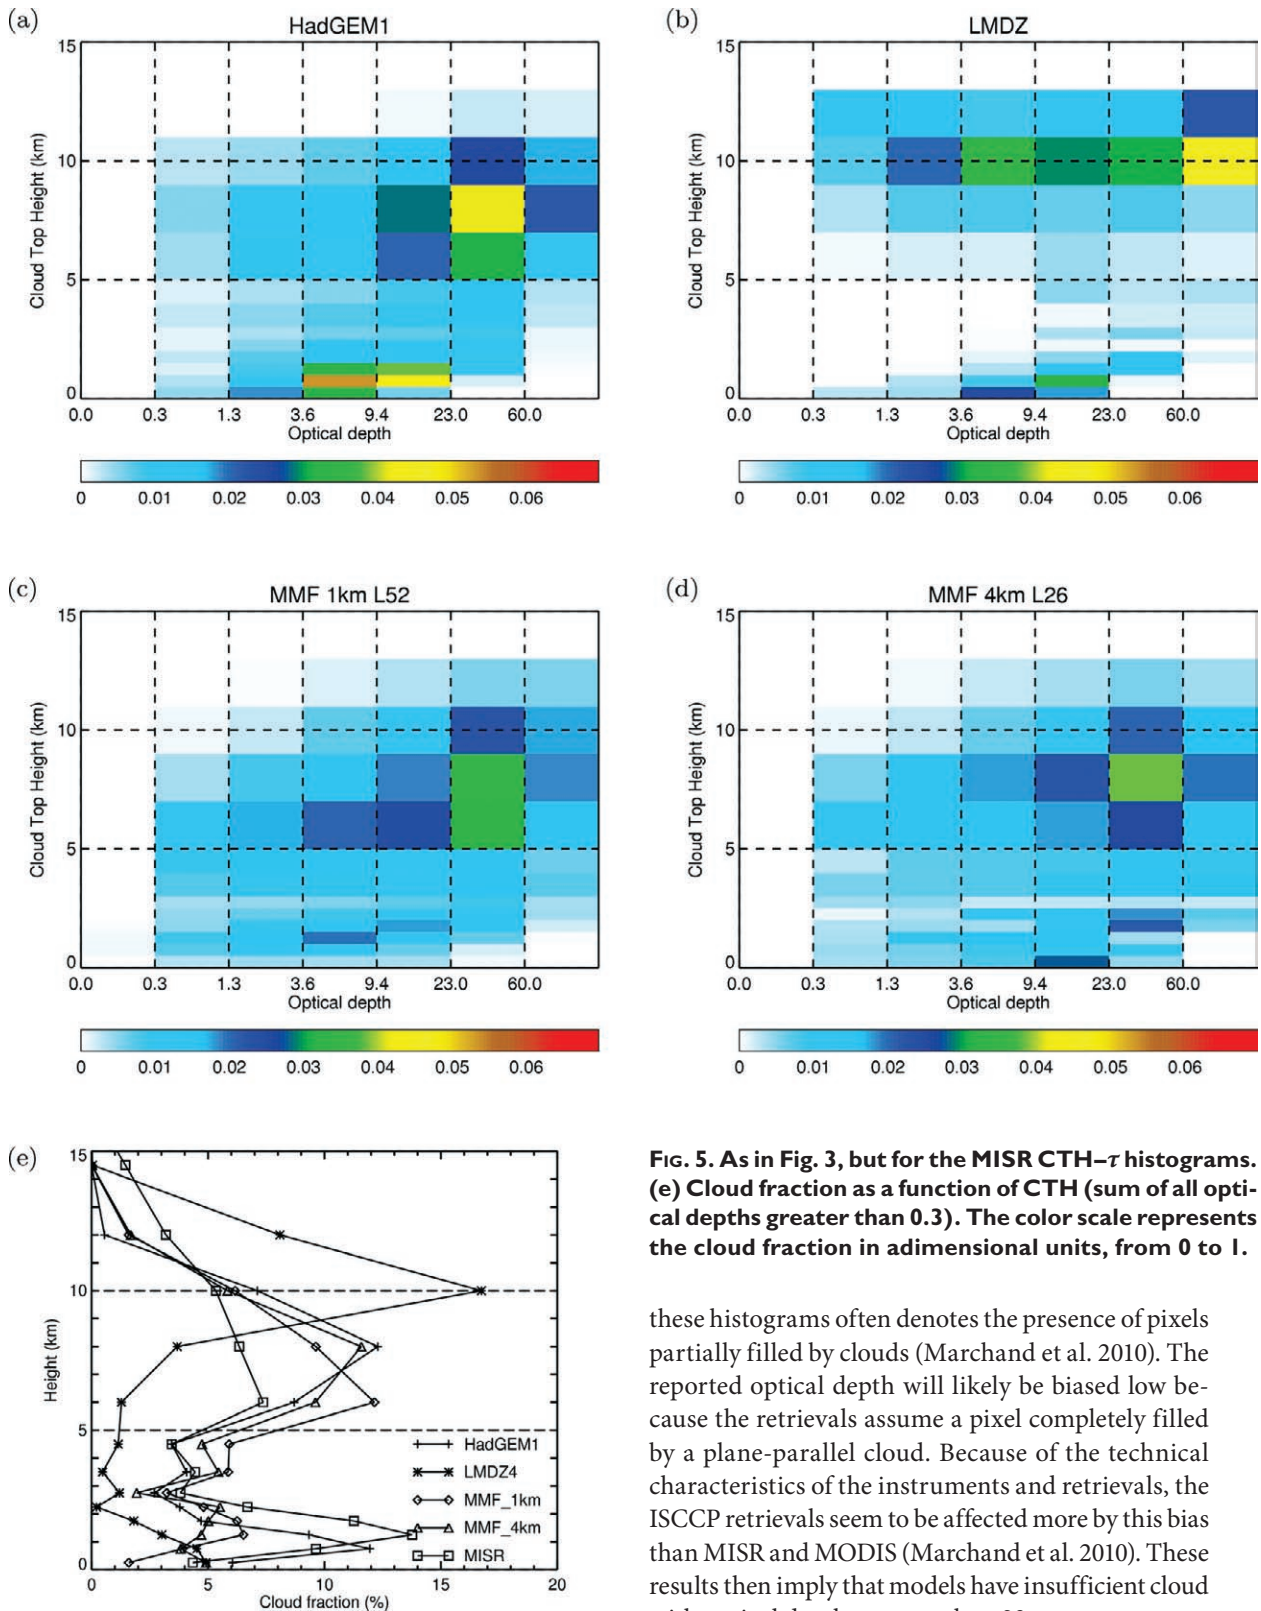 (a)
HadGEM1
15
10
5
0
Cloud Top Height (km)
0.0 0.3 1.3 3.6 9.4 23.0 60.0
Optical depth
0 0.01 0.02 0.03 0.04 0.05 0.06
(b)
LMDZ
15
10
5
0
Cloud Top Height (km)
0.0 0.3 1.3 3.6 9.4 23.0 60.0
Optical depth
0 0.01 0.02 0.03 0.04 0.05 0.06
(c)
MMF 1km L52
15
10
5
0
Cloud Top Height (km)
0.0 0.3 1.3 3.6 9.4 23.0 60.0
Optical depth
0 0.01 0.02 0.03 0.04 0.05 0.06
(d)
MMF 4km L26
15
10
5
0
Cloud Top Height (km)
0.0 0.3 1.3 3.6 9.4 23.0 60.0
Optical depth
0 0.01 0.02 0.03 0.04 0.05 0.06
(e)
15
10
5
0
Height (km)
HadGEM1
LMDZ4
MMF_1km
MMF_4km
MISR
0 5 10 15 20
Cloud fraction (%)
FIG. 5. As in Fig. 3, but for the MISR CTH–τ histograms.
(e) Cloud fraction as a function of CTH (sum of all opti-
cal depths greater than 0.3). The color scale represents
the cloud fraction in adimensional units, from 0 to 1.
these histograms often denotes the presence of pixels
partially filled by clouds (Marchand et al. 2010). The
reported optical depth will likely be biased low be-
cause the retrievals assume a pixel completely filled
by a plane-parallel cloud. Because of the technical
characteristics of the instruments and retrievals, the
ISCCP retrievals seem to be affected more by this bias
than MISR and MODIS (Marchand et al. 2010). These
results then imply that models have insufficient cloud